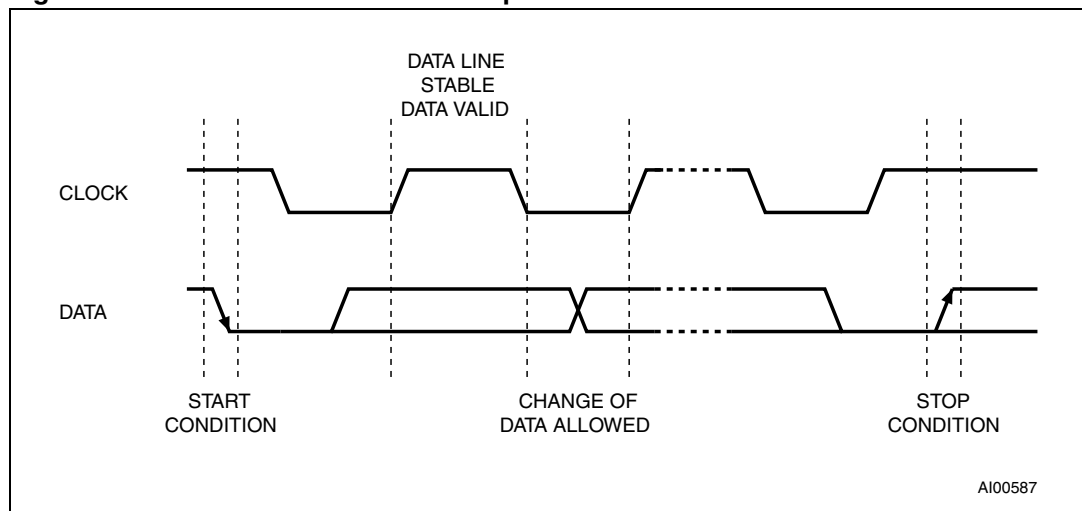 DATA LINE
STABLE
DATA VALID
CLOCK
DATA
START
CONDITION
CHANGE OF
DATA ALLOWED
STOP
CONDITION
AI00587